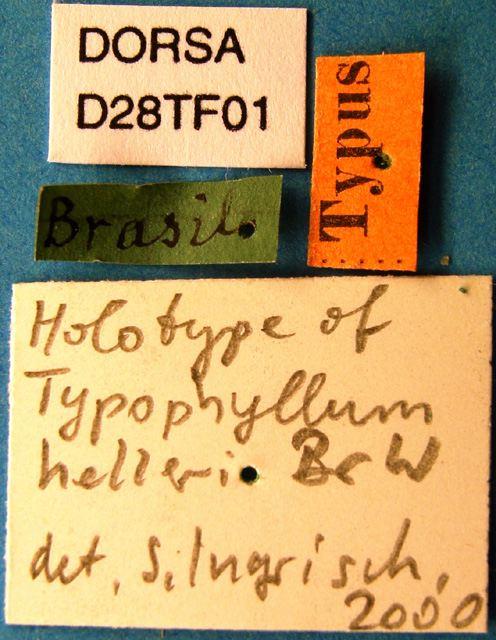 DORSA
D28TF01
Typus
Brasil.
Holotype of
Typophyllum
helleri BrW
det. S. Ingrisch,
2000